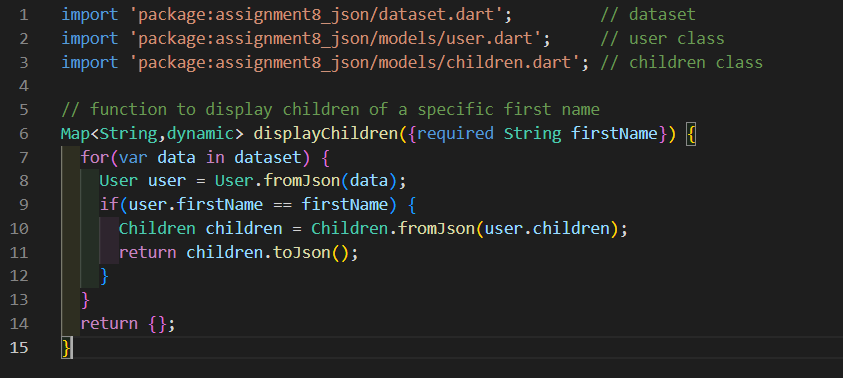 1 import 'package:assignment8_json/dataset.dart';         // dataset
2 import 'package:assignment8_json/models/user.dart';     // user class
3 import 'package:assignment8_json/models/children.dart'; // children class
4
5 // function to display children of a specific first name
6 Map<String,dynamic> displayChildren({required String firstName}) {
7   for(var data in dataset) {
8     User user = User.fromJson(data);
9     if(user.firstName == firstName) {
10       Children children = Children.fromJson(user.children);
11       return children.toJson();
12     }
13   }
14   return {};
15 }